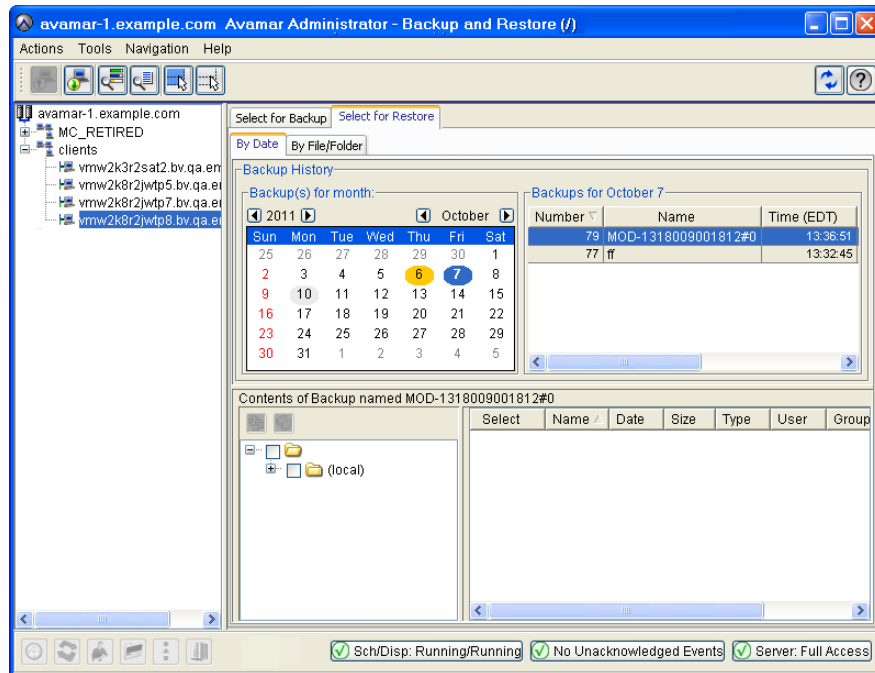 avamar-1.example.com Avamar Administrator - Backup and Restore (/)
Actions Tools Navigation Help
avamar-1.example.com
MC_RETIRED
clients
vmw2k3r2sat2.bv.qa.em
vmw2k8r2jwtp5.bv.qa.e
vmw2k8r2jwtp7.bv.qa.e
vmw2k8r2jwtp8.bv.qa.e
Select for Backup Select for Restore
By Date By File/Folder
Backup History
Backup(s) for month:
2011 October
Sun Mon Tue Wed Thu Fri Sat
25 26 27 28 29 30 1
2 3 4 5 6 7 8
9 10 11 12 13 14 15
16 17 18 19 20 21 22
23 24 25 26 27 28 29
30 31 1 2 3 4 5
Backups for October 7
Number Name Time (EDT)
79 MOD-1318009001812#0 13:36:51
77 ff 13:32:45
Contents of Backup named MOD-1318009001812#0
(local)
Select Name Date Size Type User Group
Sch/Disp: Running/Running No Unacknowledged Events Server: Full Access